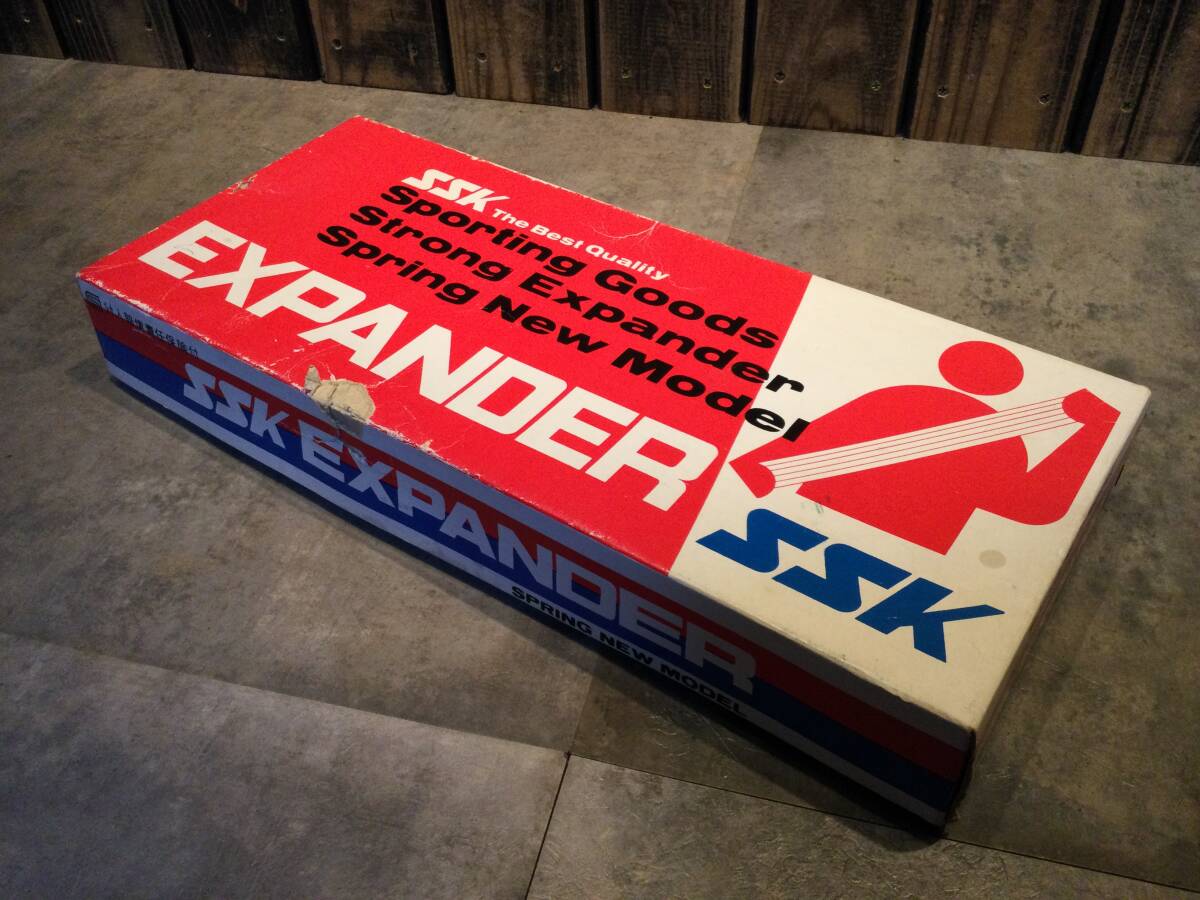 SSK The Best Quality
Sporting Goods
Strong Expander
Spring New Model
EXPANDER
SSK
SSK EXPANDER
SPRING NEW MODEL